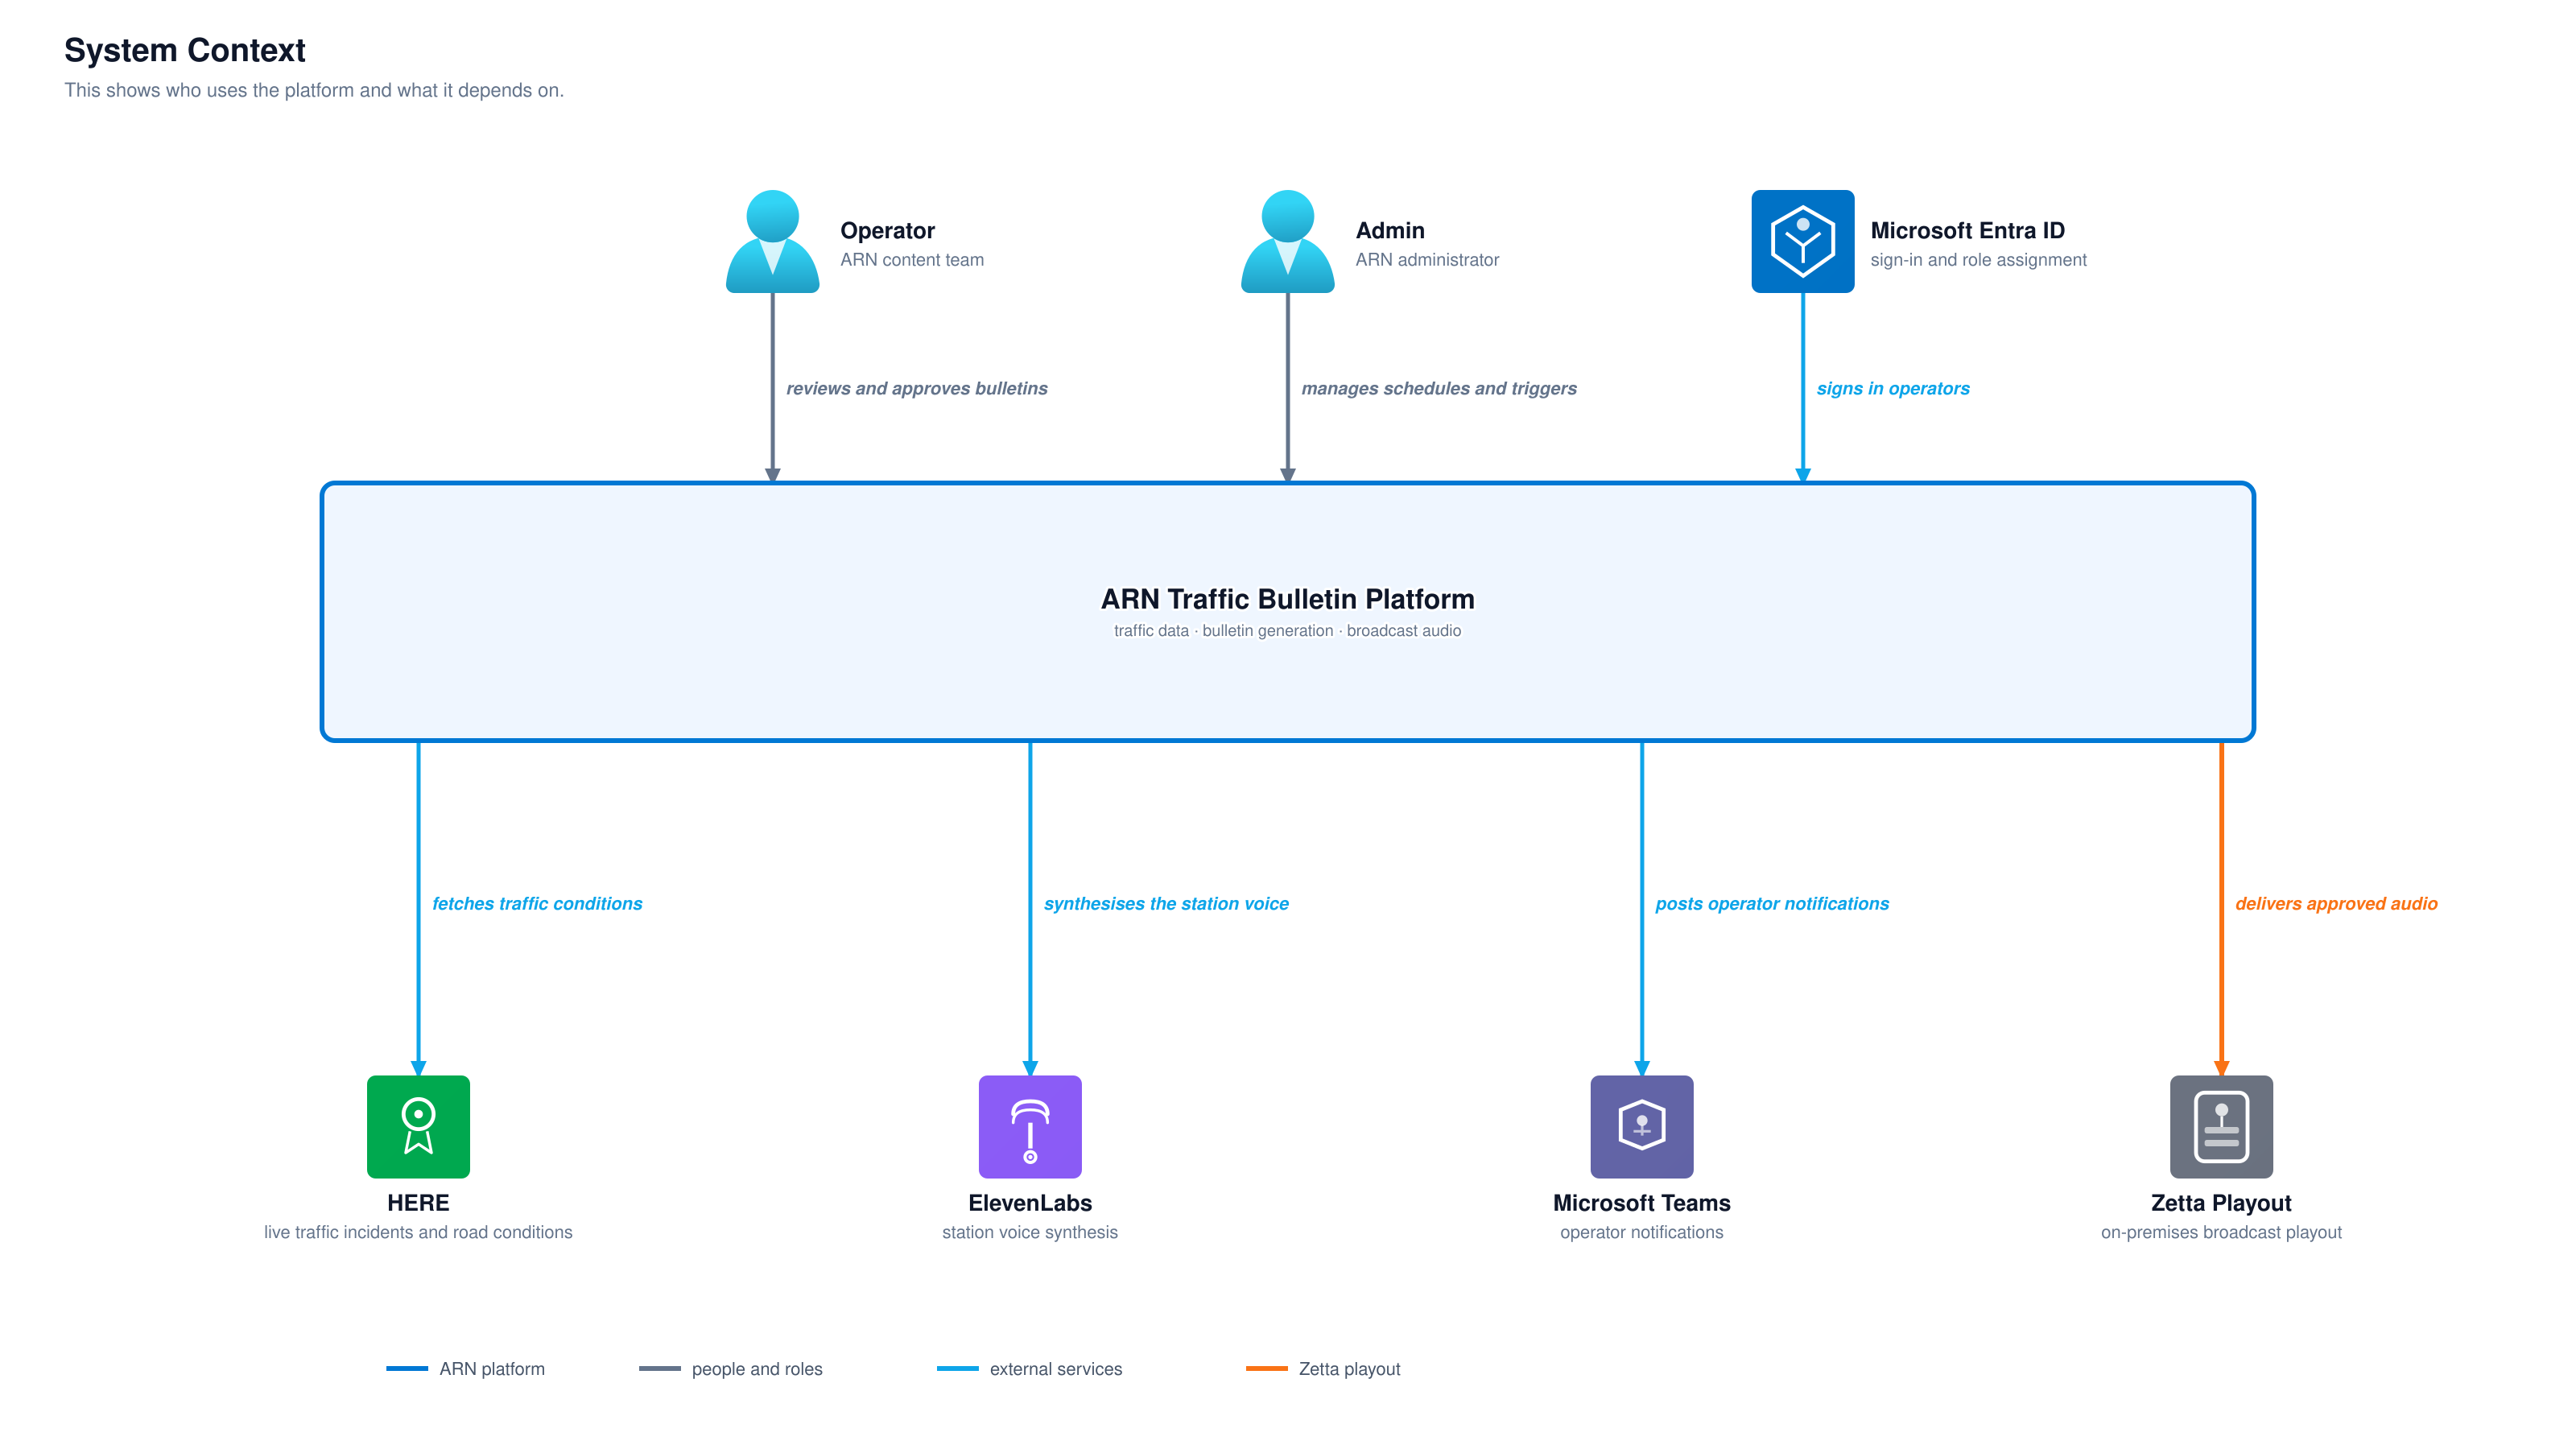 System Context
This shows who uses the platform and what it depends on.
Operator
ARN content team
Admin
ARN administrator
Microsoft Entra ID
sign-in and role assignment
reviews and approves bulletins
manages schedules and triggers
signs in operators
ARN Traffic Bulletin Platform
traffic data · bulletin generation · broadcast audio
fetches traffic conditions
synthesises the station voice
posts operator notifications
delivers approved audio
HERE
live traffic incidents and road conditions
ElevenLabs
station voice synthesis
Microsoft Teams
operator notifications
Zetta Playout
on-premises broadcast playout
ARN platform
people and roles
external services
Zetta playout